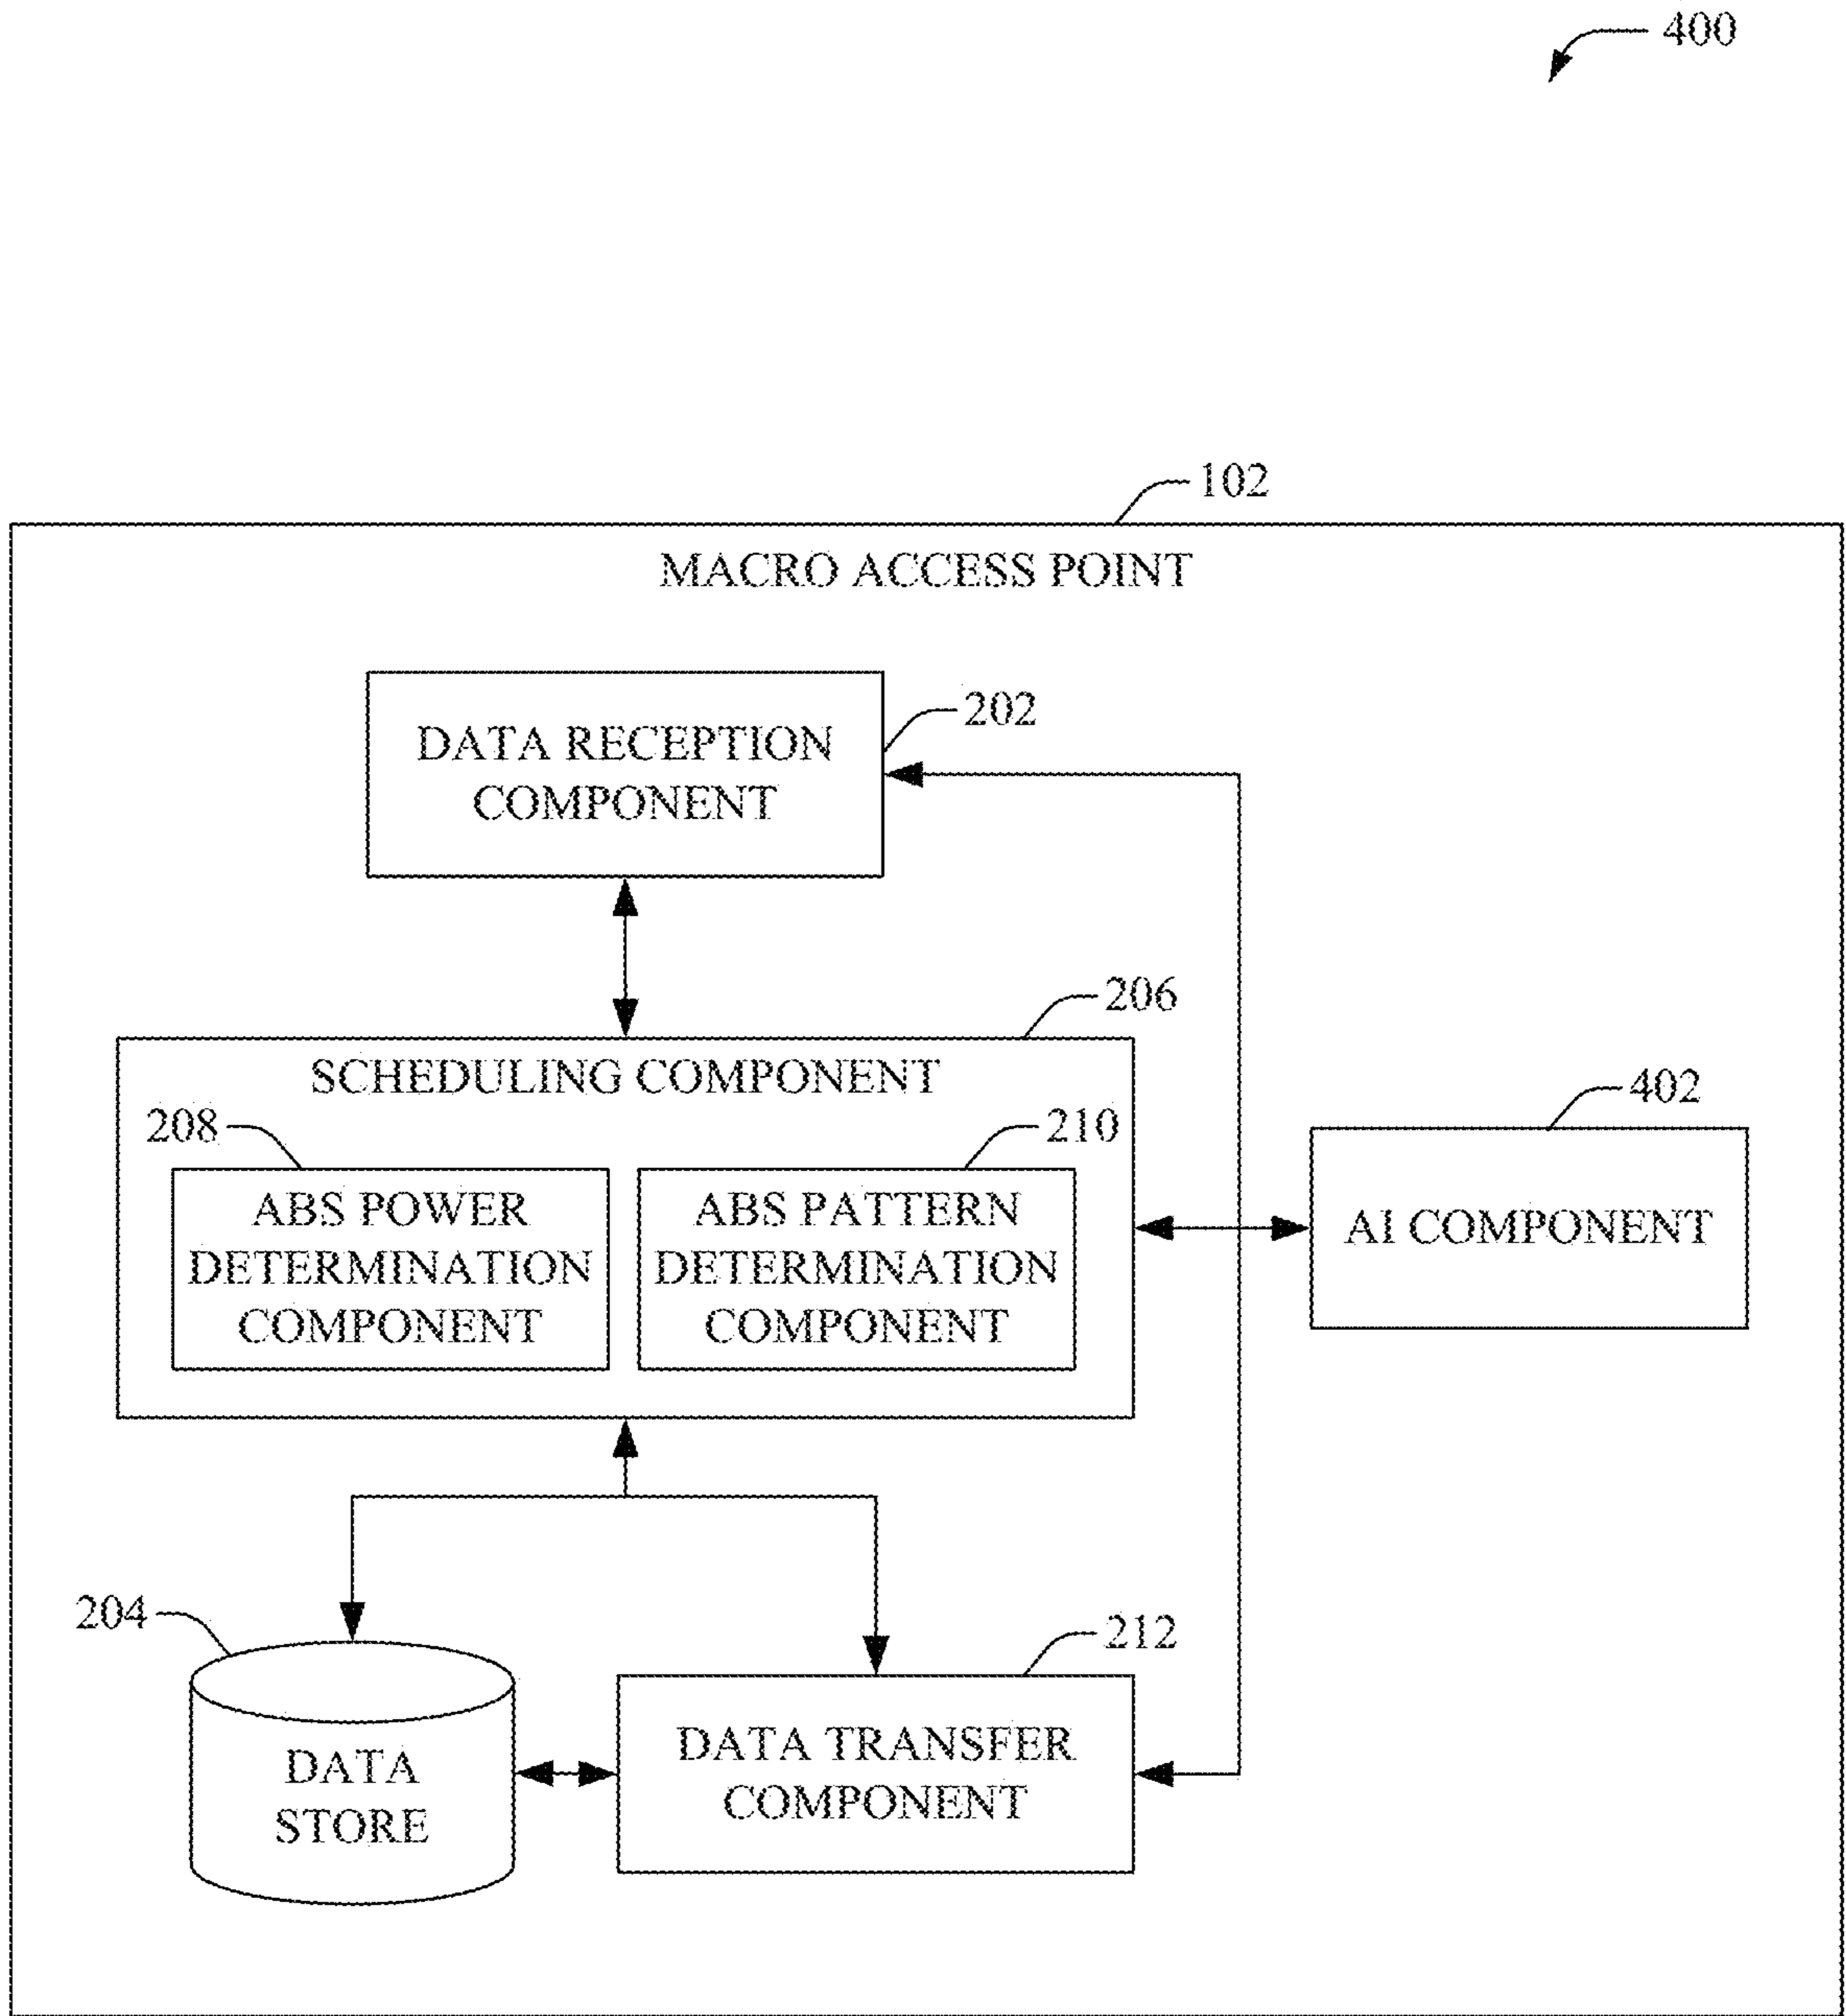 400
102
MACRO ACCESS POINT
202
DATA RECEPTION
COMPONENT
206
SCHEDULING COMPONENT
208
210
ABS POWER
DETERMINATION
COMPONENT
ABS PATTERN
DETERMINATION
COMPONENT
402
AI COMPONENT
204
DATA
STORE
212
DATA TRANSFER
COMPONENT